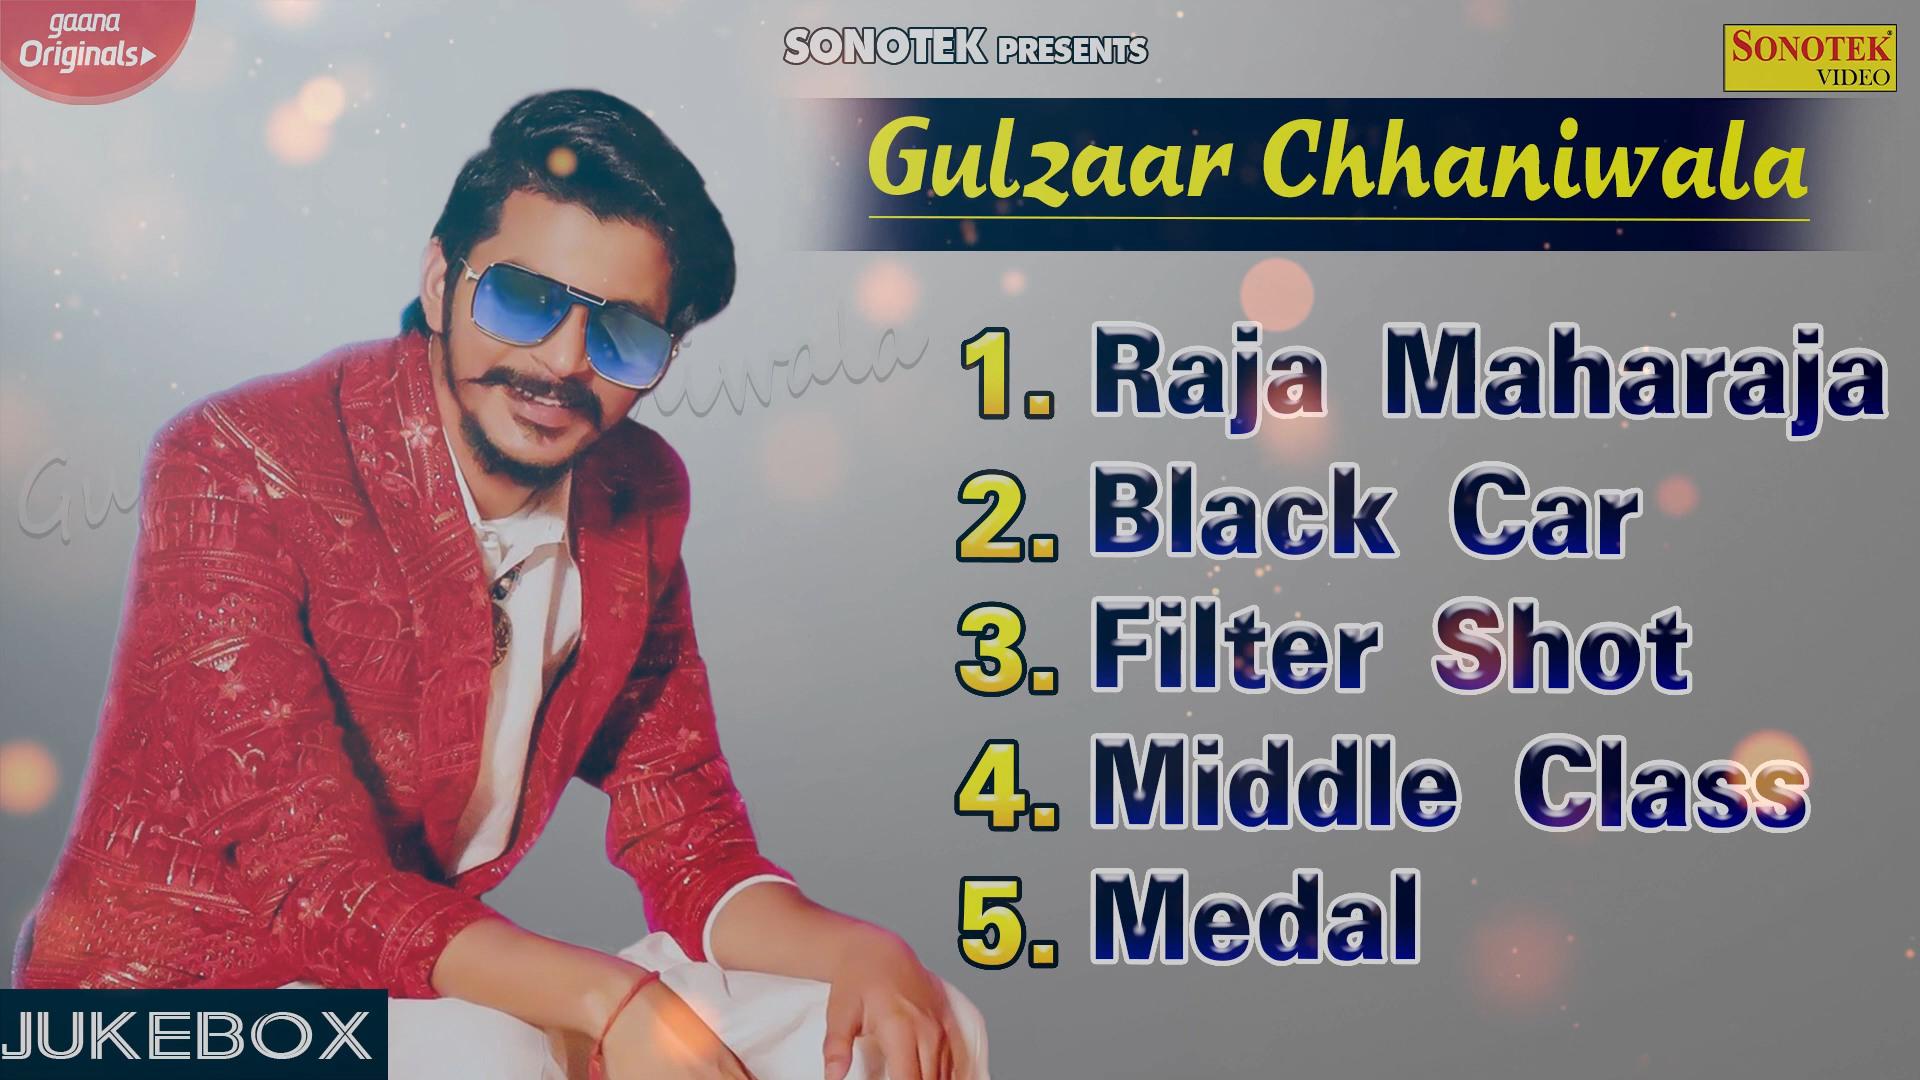 gaana
Originals
SONOTEK PRESENTS
SONOTEK
VIDEO
Gulzaar Chhaniwala
1. Raja Maharaja
2. Black Car
3. Filter Shot
4. Middle Class
5. Medal
JUKEBOX